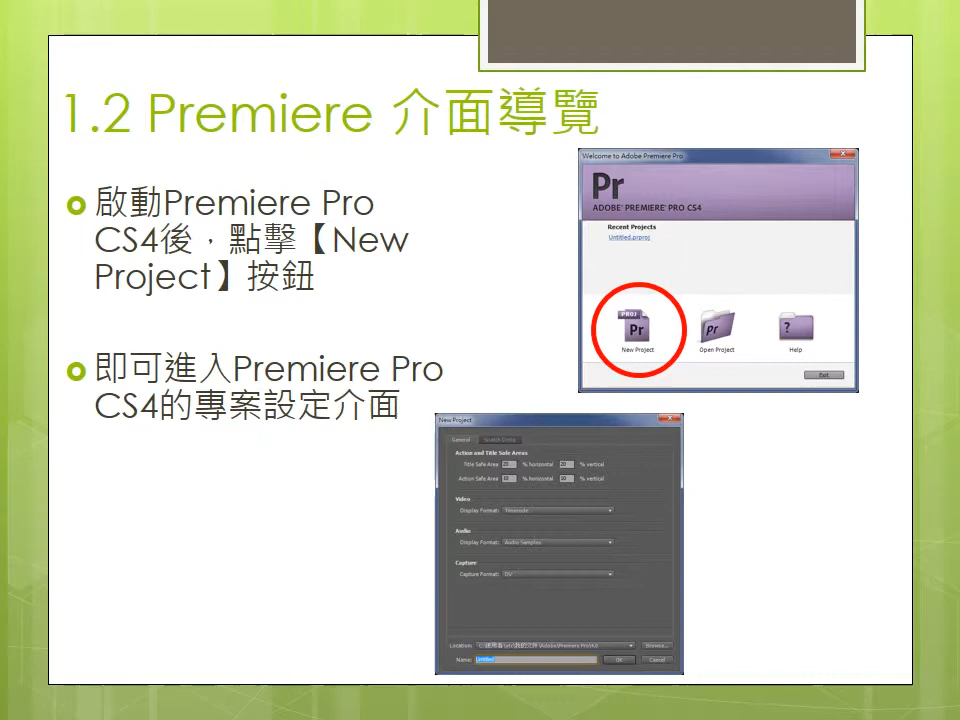 1.2 Premiere 介面導覽
啟動Premiere Pro
CS4後，點擊【New
Project】按鈕
即可進入Premiere Pro
CS4的專案設定介面
Welcome to Adobe Premiere Pro
Pr
ADOBE® PREMIERE® PRO CS4
Recent Projects
Untitled.prproj
PROJ
Pr
Pr
?
New Project
Open Project
Help
Exit
New Project
General
Scratch Disks
Action and Title Safe Areas
Title Safe Area 20 % horizontal 20 % vertical
Action Safe Area 10 % horizontal 10 % vertical
Video
Display Format: Timecode
Audio
Display Format: Audio Samples
Capture
Capture Format: DV
Location:
Browse...
Name: Untitled
OK
Cancel